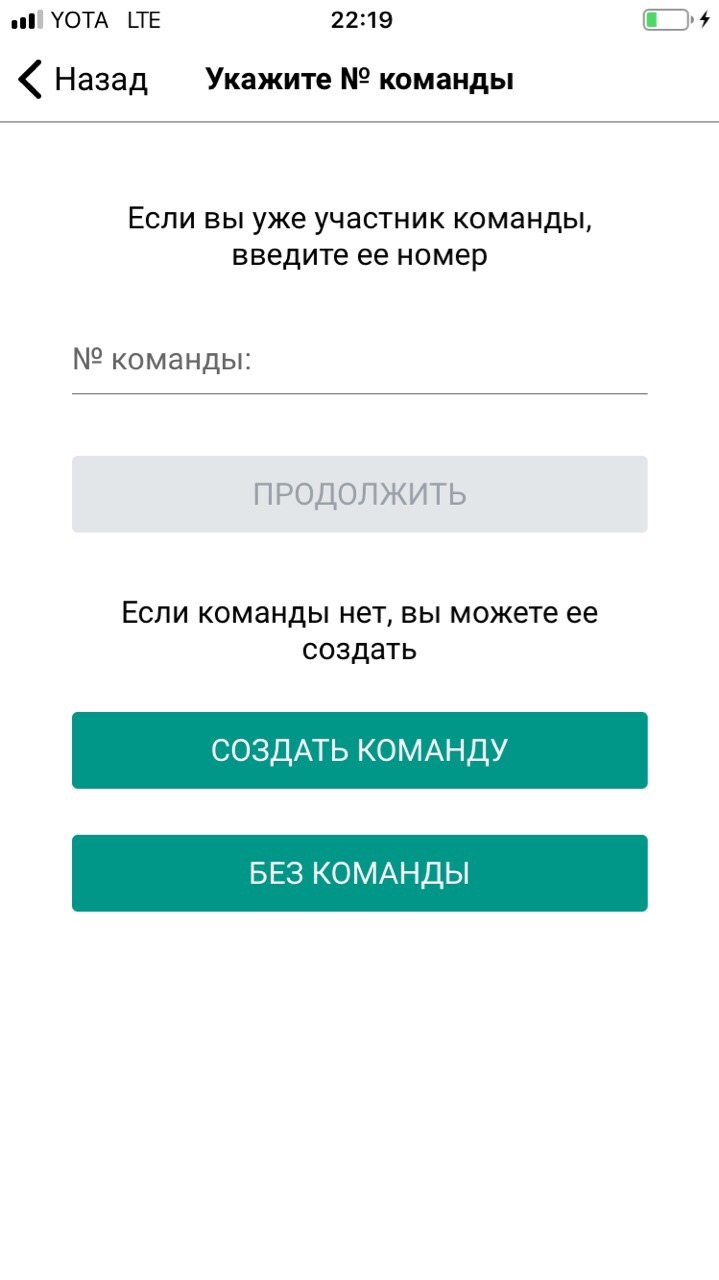 YOTA LTE 22:19
Назад Укажите № команды
Если вы уже участник команды,
введите ее номер
№ команды:
ПРОДОЛЖИТЬ
Если команды нет, вы можете ее
создать
СОЗДАТЬ КОМАНДУ
БЕЗ КОМАНДЫ